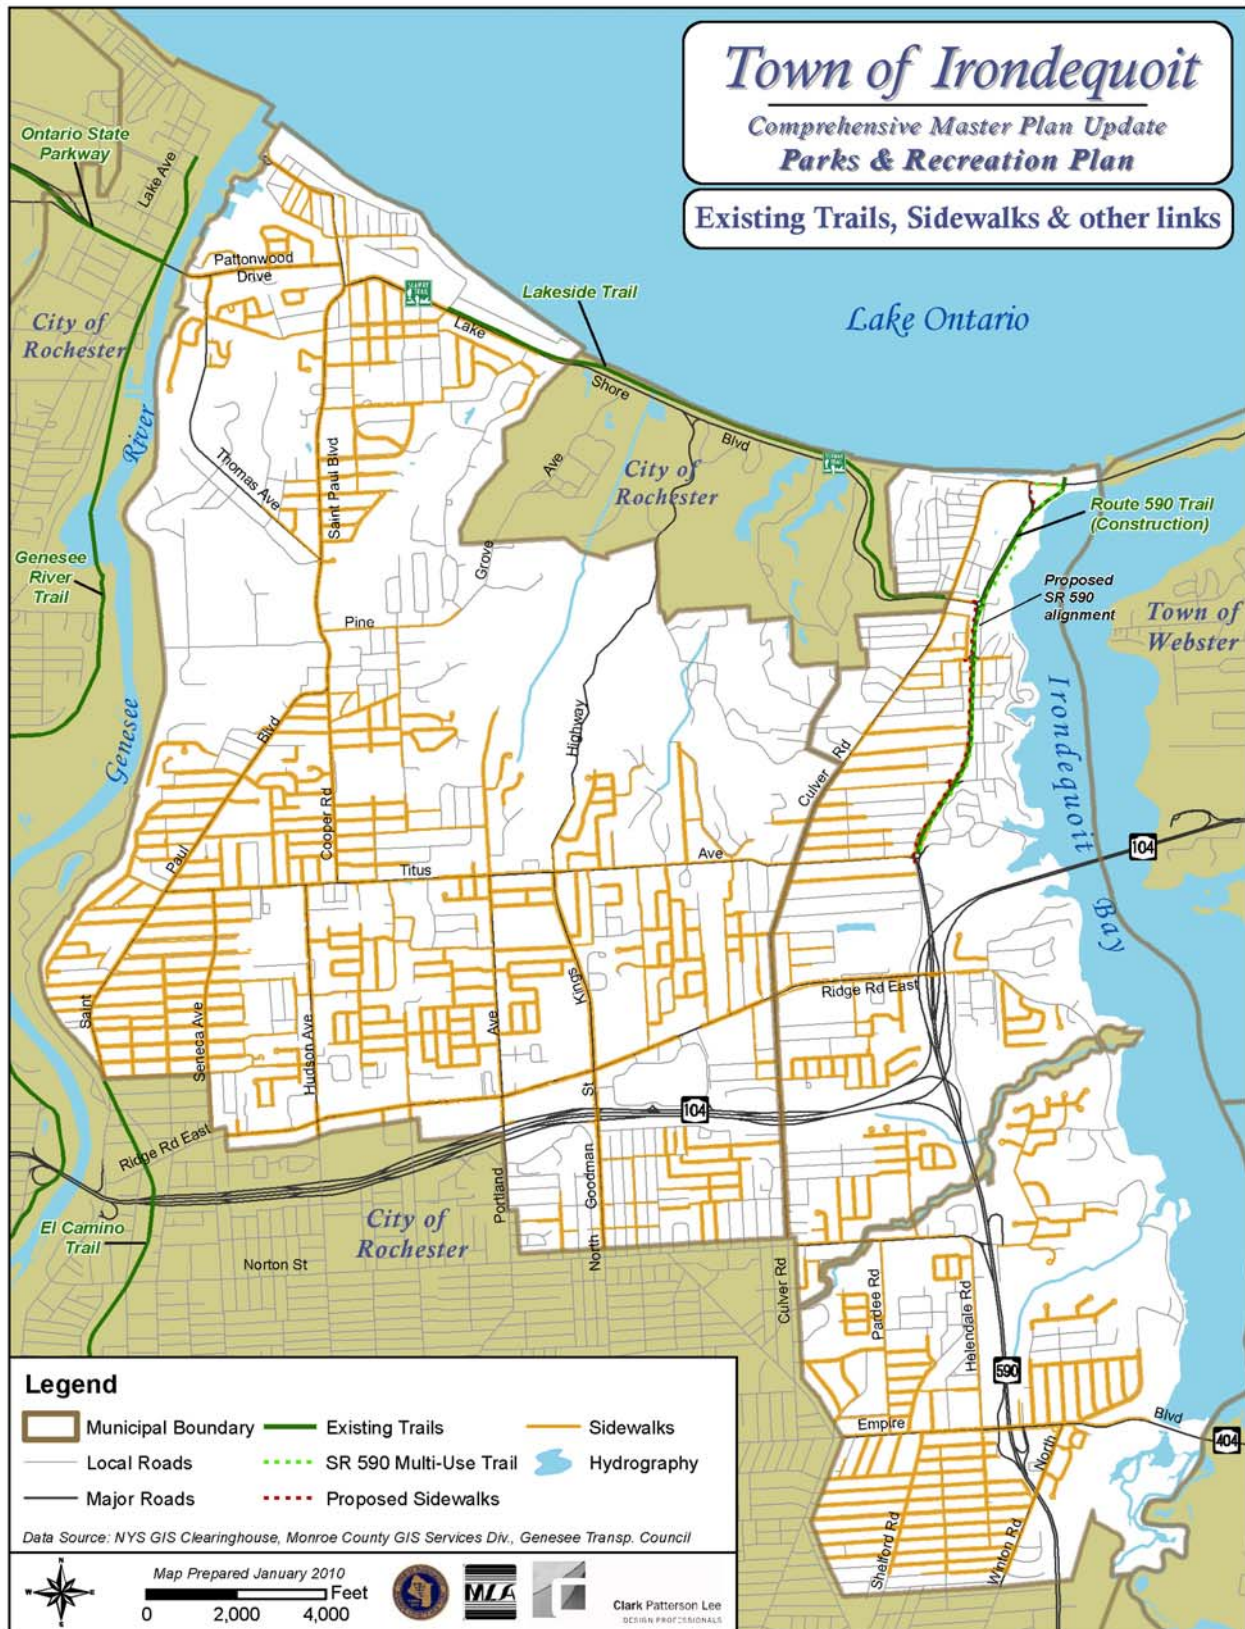 Town of Irondequoit
Comprehensive Master Plan Update
Parks & Recreation Plan
Existing Trails, Sidewalks & other links
Ontario State
Parkway
Lake Ave
Pattonwood
Drive
SEAWAY
TRAIL
Lakeside Trail
Lake Ontario
City of
Rochester
Lake
Shore
Blvd
River
Saint Paul Blvd
Thomas Ave
Ave
City of
Rochester
Route 590 Trail
(Construction)
Genesee
River
Trail
Grove
Proposed
SR 590
alignment
Town of
Webster
Pine
Genesee
Blvd
Highway
Irondequoit
Bay
Culver Rd
Cooper Rd
Paul
Titus
Ave
104
Saint
Seneca Ave
Hudson Ave
Ave
Kings
Ridge Rd East
St
104
Ridge Rd East
Portland
Goodman
North
El Camino
Trail
City of
Rochester
Norton St
Culver Rd
Pardee Rd
Helendale Rd
590
Empire
Blvd
404
North
Shelford Rd
Winton Rd
Legend
Municipal Boundary
Existing Trails
Sidewalks
Local Roads
SR 590 Multi-Use Trail
Hydrography
Major Roads
Proposed Sidewalks
Data Source: NYS GIS Clearinghouse, Monroe County GIS Services Div., Genesee Transp. Council
N
W
E
S
Map Prepared January 2010
Feet
0 2,000 4,000
MLA
Clark Patterson Lee
DESIGN PROFESSIONALS